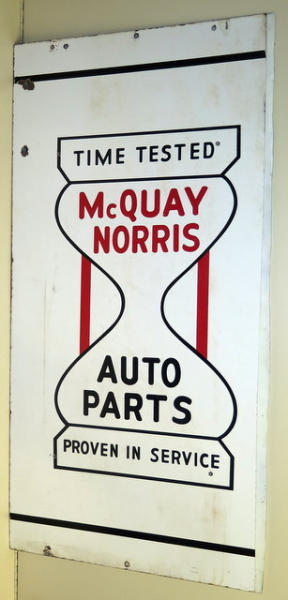 TIME TESTED®
McQUAY
NORRIS
AUTO
PARTS
PROVEN IN SERVICE